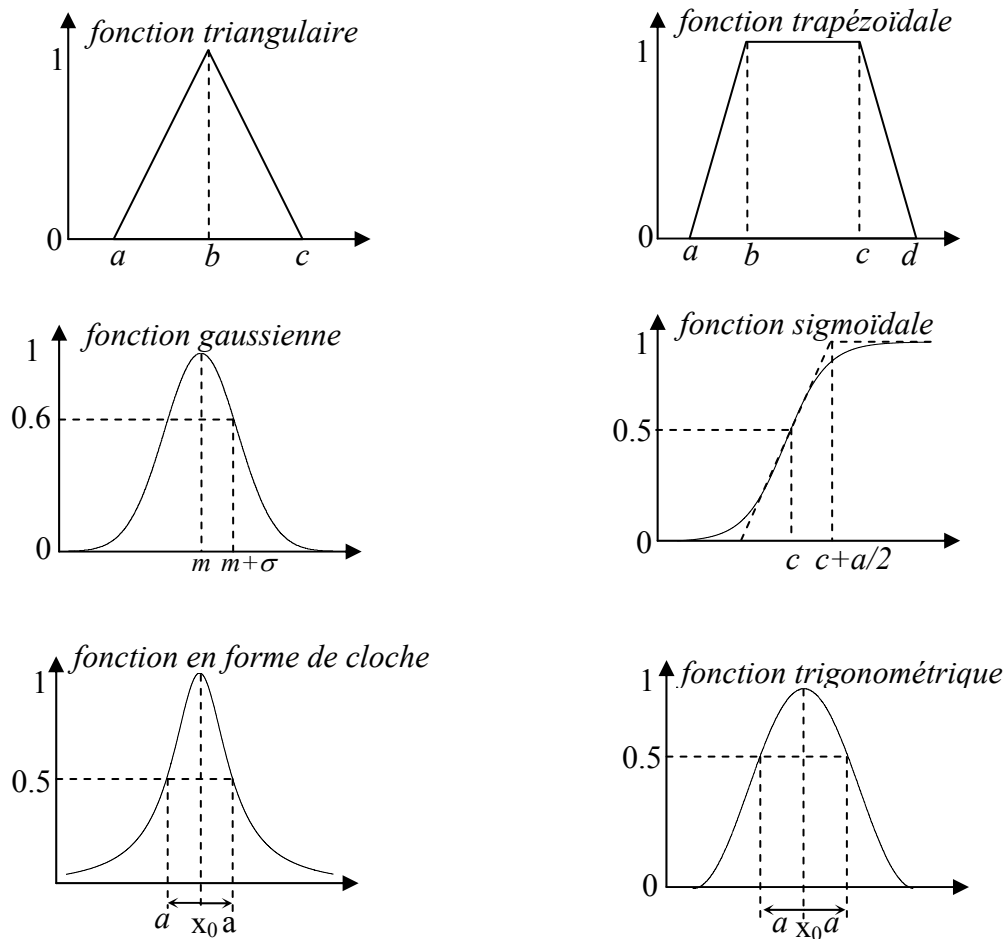 fonction triangulaire
1
0
a b c
fonction trapézoïdale
1
0
a b c d
fonction gaussienne
1
0.6
0
m m+σ
fonction sigmoïdale
1
0.5
0
c c+a/2
fonction en forme de cloche
1
0.5
a x₀ a
fonction trigonométrique
1
0.5
0
a x₀ a